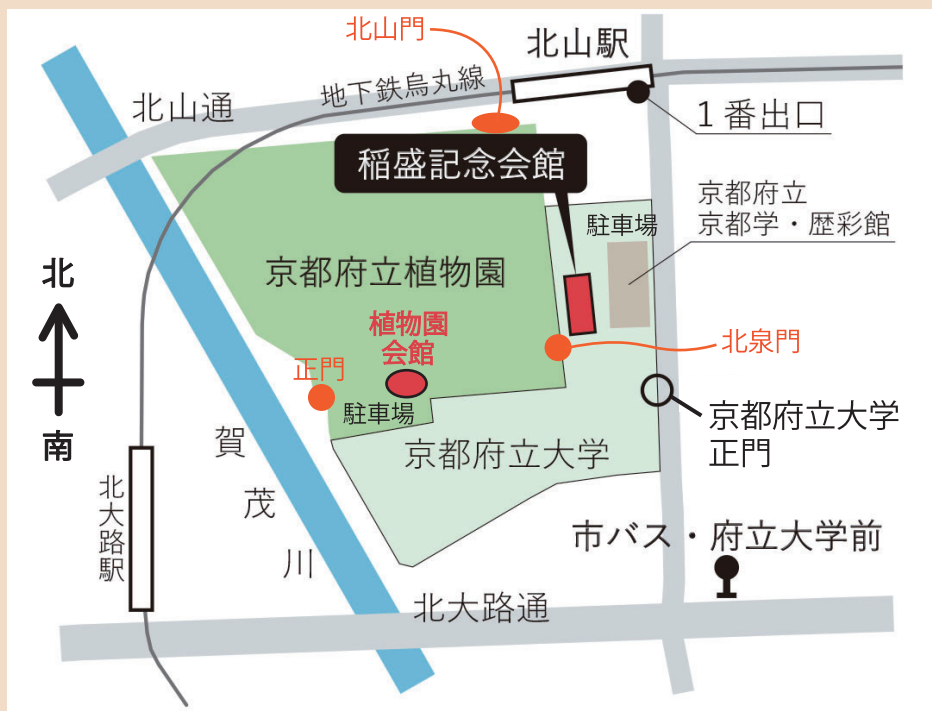 北山門
北山駅
地下鉄烏丸線
北山通
1番出口
稲盛記念会館
京都府立
京都学・歴彩館
駐車場
京都府立植物園
北
植物園
会館
北泉門
正門
駐車場
京都府立大学
正門
南
賀茂川
京都府立大学
北大路駅
市バス・府立大学前
北大路通